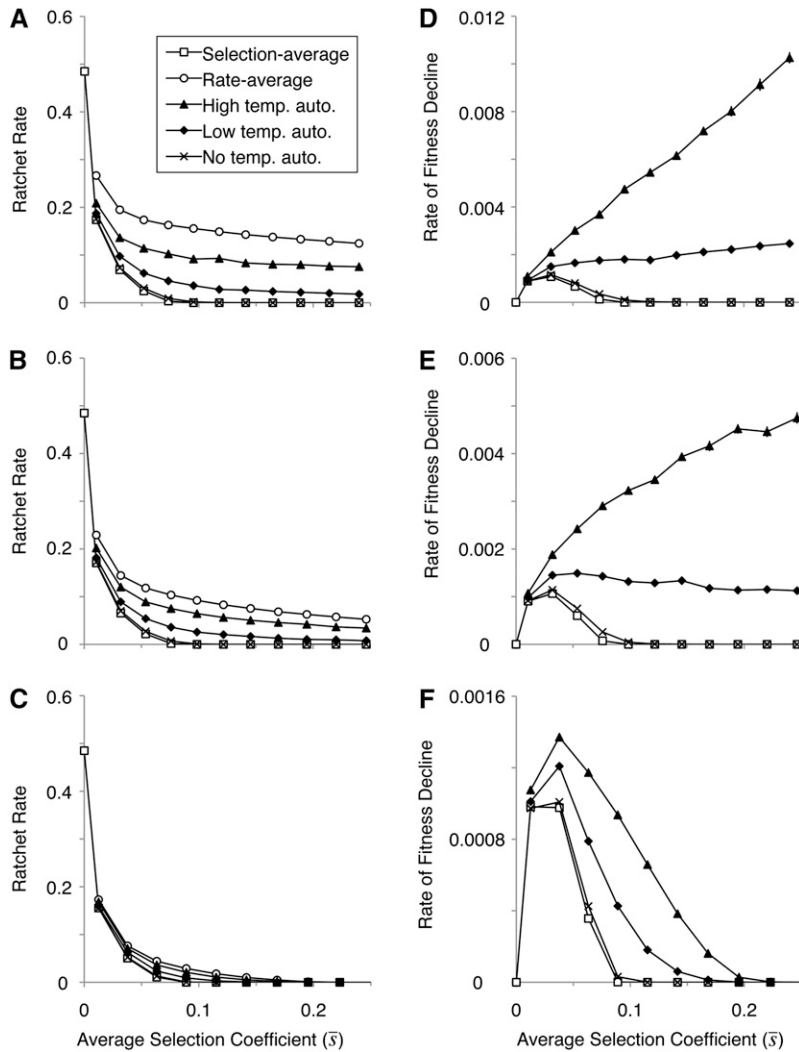 A
0.6
0.4
0.2
0
Ratchet Rate
Selection-average
Rate-average
High temp. auto.
Low temp. auto.
No temp. auto.
D
0.012
0.008
0.004
0
Rate of Fitness Decline
B
0.6
0.4
0.2
0
Ratchet Rate
E
0.006
0.004
0.002
0
Rate of Fitness Decline
C
0.6
0.4
0.2
0
Ratchet Rate
0
0.1
0.2
Average Selection Coefficient (s̅)
F
0.0016
0.0008
0
Rate of Fitness Decline
0
0.1
0.2
Average Selection Coefficient (s̅)